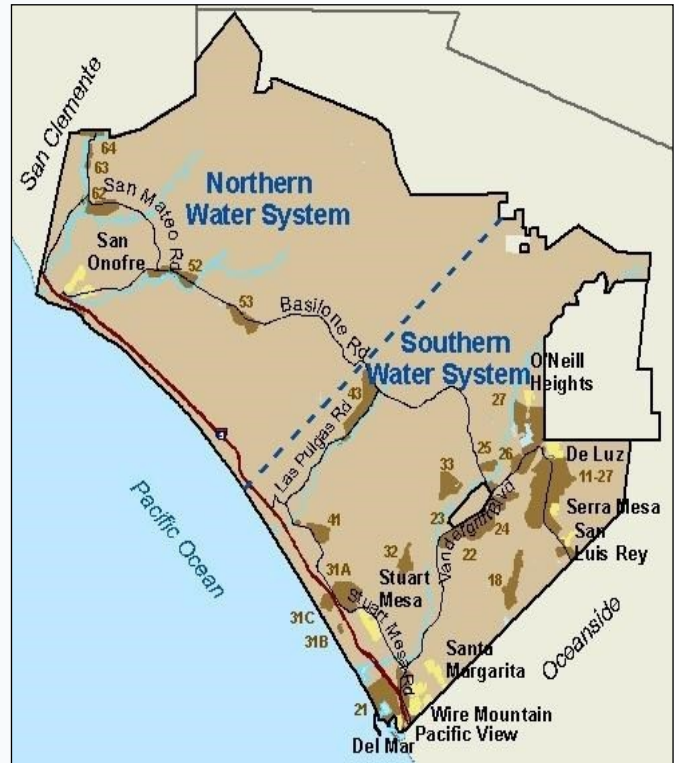 San Clemente
64
63
62
San Mateo Rd
Northern
Water System
San
Onofre
52
53
Basilone Rd
Southern
Water System
O'Neill
Heights
43
27
Las Pulgas Rd
5
Pacific Ocean
25
26
De Luz
33
11-27
Serra Mesa
San
Luis Rey
23
Vandergrift Blvd
24
22
41
32
18
31A
Stuart
Mesa
31C
31B
Stuart Mesa Rd
Oceanside
Santa
Margarita
21
Wire Mountain
Pacific View
Del Mar